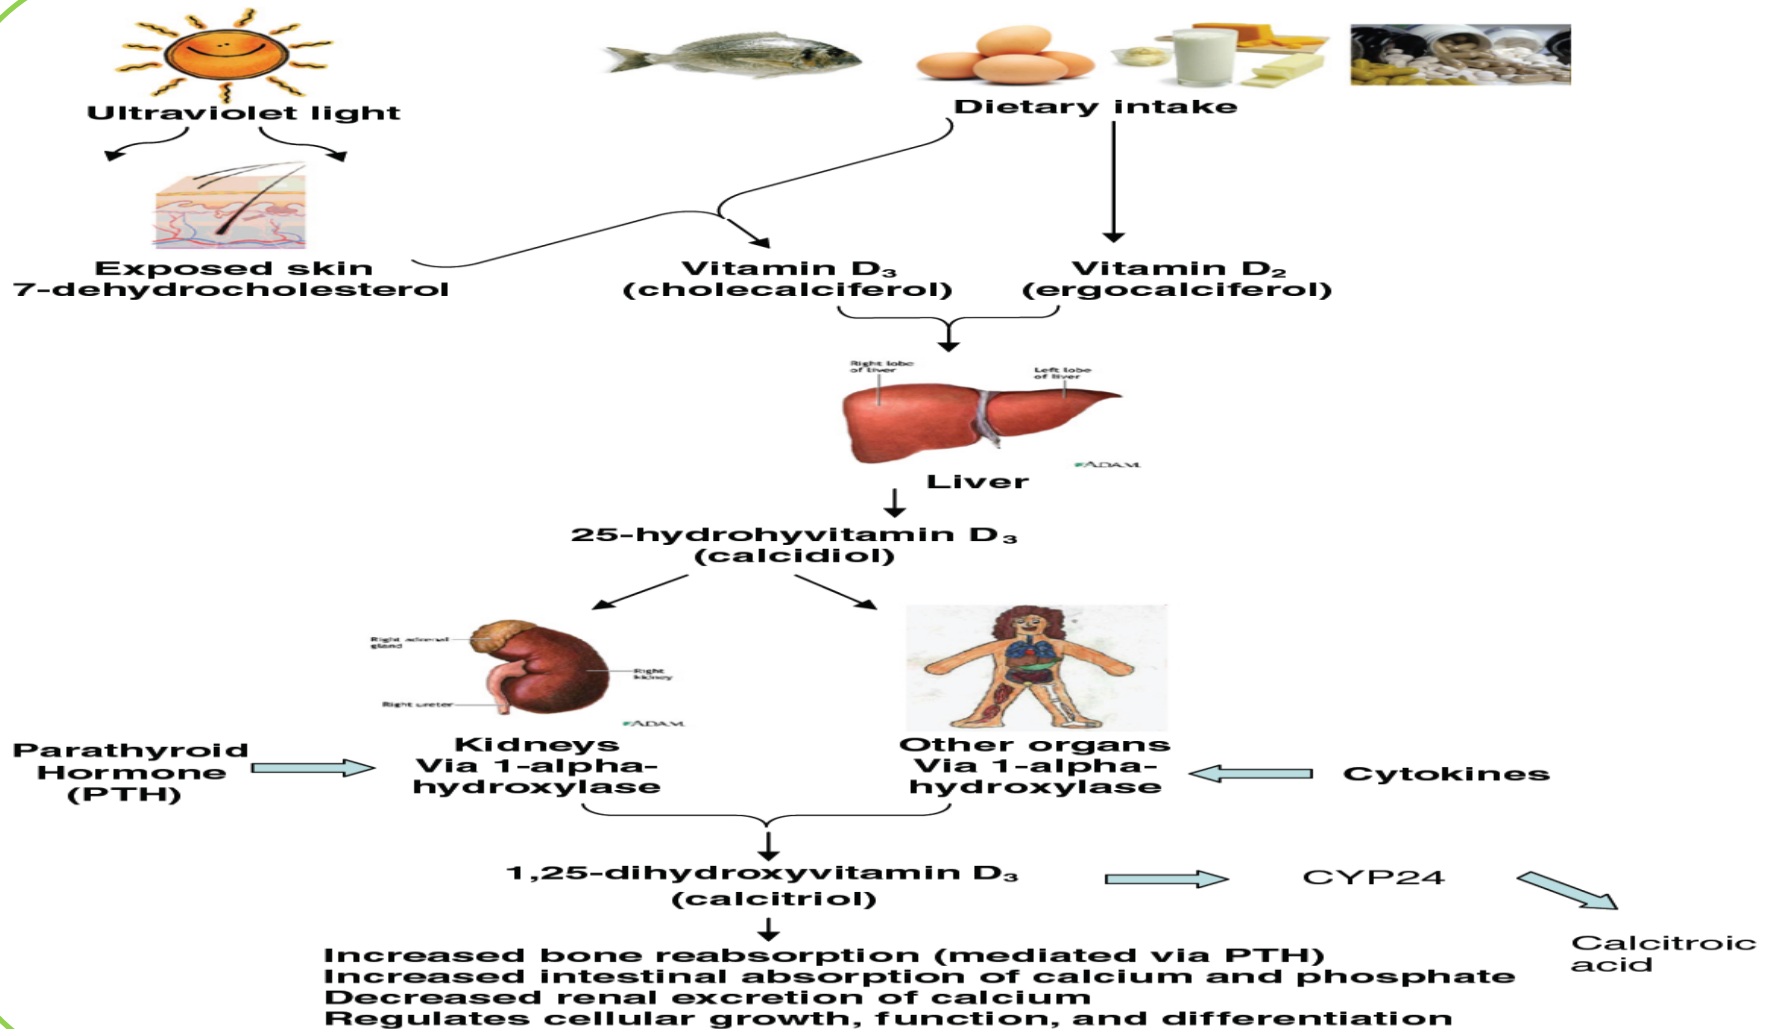 Ultraviolet light
Dietary intake
Exposed skin
7-dehydrocholesterol
Vitamin D₃
(cholecalciferol)
Vitamin D₂
(ergocalciferol)
Right lobe
of liver
Left lobe
of liver
ADAM
Liver
25-hydrohyvitamin D₃
(calcidiol)
Right adrenal
gland
Right
kidney
Right ureter
ADAM
Parathyroid
Hormone
(PTH)
Kidneys
Via 1-alpha-
hydroxylase
Other organs
Via 1-alpha-
hydroxylase
Cytokines
1,25-dihydroxyvitamin D₃
(calcitriol)
CYP24
Calcitroic
acid
Increased bone reabsorption (mediated via PTH)
Increased intestinal absorption of calcium and phosphate
Decreased renal excretion of calcium
Regulates cellular growth, function, and differentiation